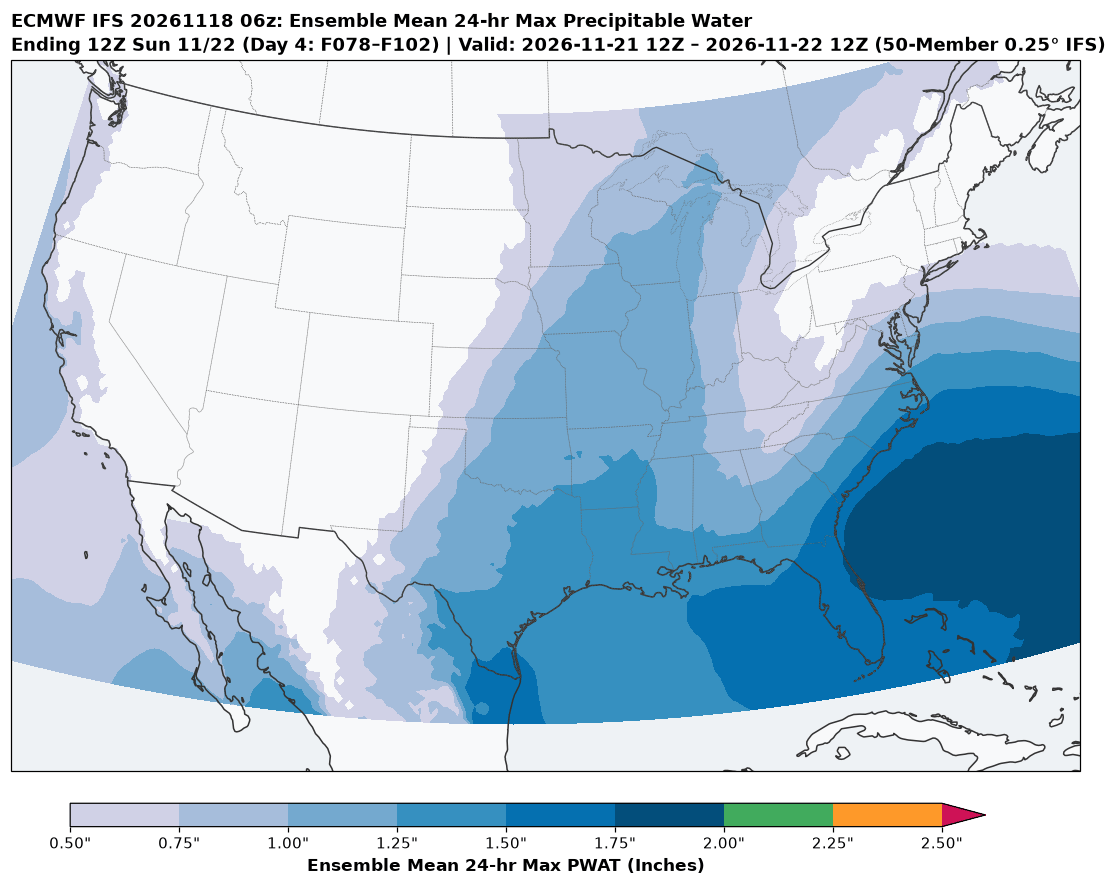 ECMWF IFS 20261118 06z: Ensemble Mean 24-hr Max Precipitable Water
Ending 12Z Sun 11/22 (Day 4: F078–F102) | Valid: 2026-11-21 12Z – 2026-11-22 12Z (50-Member 0.25° IFS)
0.50" 0.75" 1.00" 1.25" 1.50" 1.75" 2.00" 2.25" 2.50"
Ensemble Mean 24-hr Max PWAT (Inches)